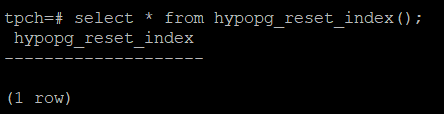 tpch=# select * from hypopg_reset_index();
 hypopg_reset_index
--------------------

(1 row)